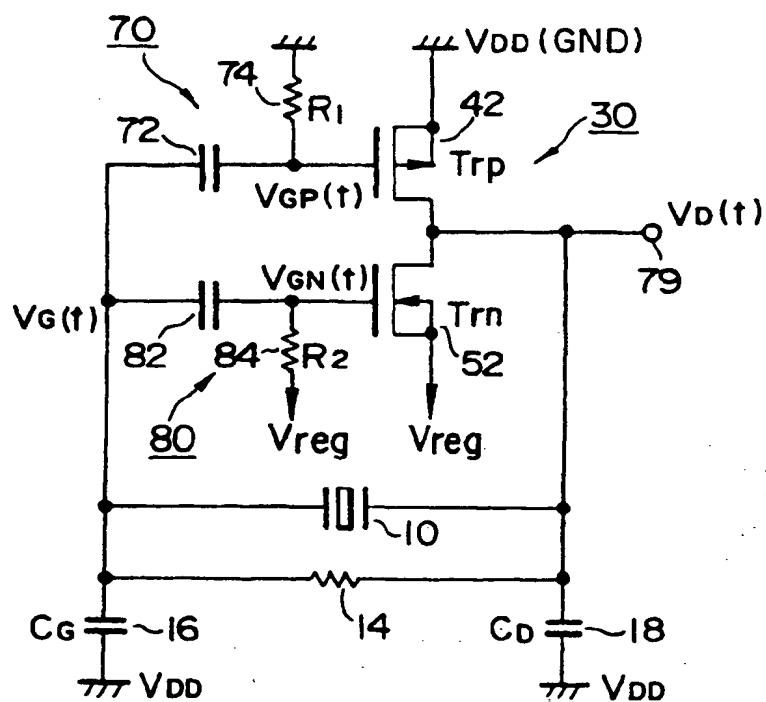 70
74
R1
VDD (GND)
42
30
72
Trp
VGP(t)
VD(t)
79
VGN(t)
VG(t)
Trn
82
84
R2
52
80
Vreg
Vreg
10
14
CG
16
CD
18
VDD
VDD